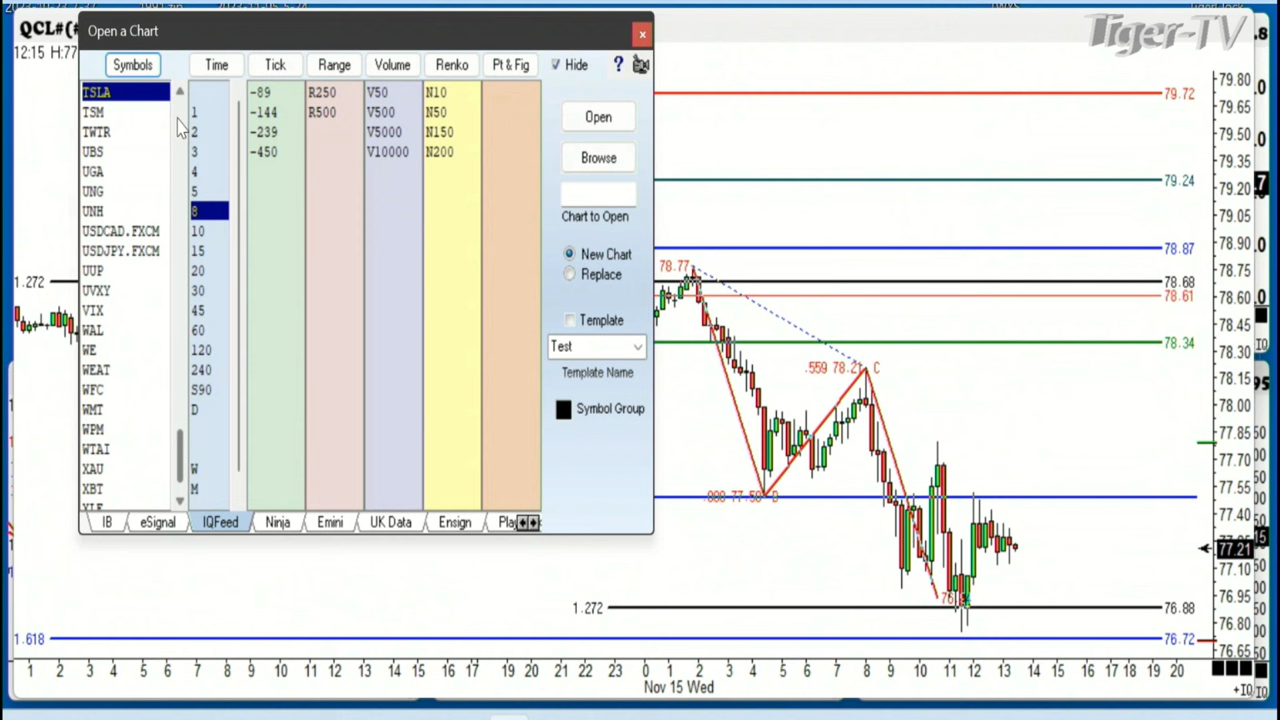 QCL#(#
12:15 H:77
Tiger-TV
Open a Chart
x
Symbols Time Tick Range Volume Renko Pt & Fig Hide ?
TSLA -89 R250 V50 N10
TSM 1 -144 R500 V500 N50
TWTR 2 -239 V5000 N150
UBS 3 -450 V10000 N200
UGA 4
UNG 5
UNH 8
USDCAD.FXCM 10
USDJPY.FXCM 15
UUP 20
UVXY 30
VIX 45
WAL 60
WE 120
WEAT 240
WFC S90
WMT D
WPM
WTAI
XAU W
XBT M
XLE
IB eSignal IQFeed Ninja Emini UK Data Ensign Play
Open
Browse
Chart to Open
New Chart
Replace
Template
Test
Template Name
Symbol Group
1.272
79.72
79.24
78.87
78.77
78.68
78.61
78.34
.559 78.21 C
1.272
76.88
1.618
76.72
79.80
79.65
79.50
79.35
79.20
79.05
78.90
78.75
78.60
78.45
78.30
78.15
78.00
77.85
77.70
77.55
77.40
77.21
77.10
76.95
76.80
76.65
1 2 3 4 5 6 7 8 9 10 11 12 13 14 15 16 17 18 19 20 21 22 23 0 1 2 3 4 5 6 7 8 9 10 11 12 13 14 15 16 17 18 19 20
Nov 15 Wed